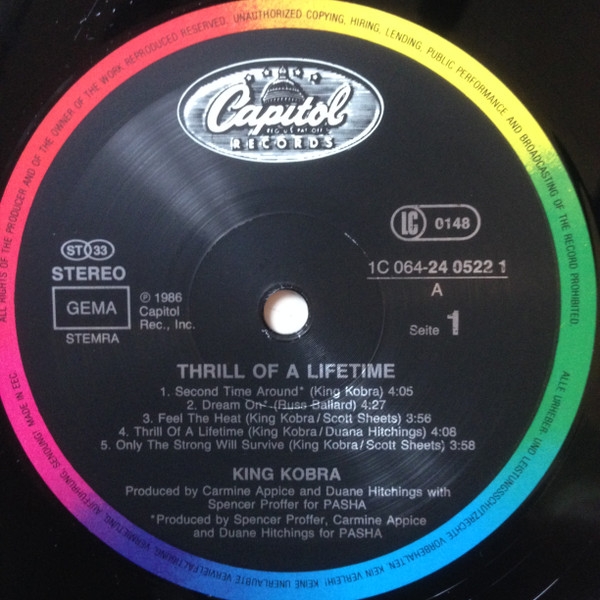 ALL RIGHTS OF THE PRODUCER AND OF THE OWNER OF THE WORK REPRODUCED RESERVED. UNAUTHORIZED COPYING, HIRING, LENDING, PUBLIC PERFORMANCE AND BROADCASTING OF THE RECORD PROHIBITED.
Capitol
REG. U.S. PAT. OFF.
RECORDS
LC 0148
ST 33
STEREO
GEMA
STEMRA
℗ 1986
Capitol
Rec., Inc.
1C 064-24 0522 1
A
Seite 1
THRILL OF A LIFETIME
1. Second Time Around* (King Kobra) 4:05
2. Dream On* (Russ Ballard) 4:27
3. Feel The Heat (King Kobra/Scott Sheets) 3:56
4. Thrill Of A Lifetime (King Kobra/Duana Hitchings) 4:08
5. Only The Strong Will Survive (King Kobra/Scott Sheets) 3:58
KING KOBRA
Produced by Carmine Appice and Duane Hitchings with
Spencer Proffer for PASHA
*Produced by Spencer Proffer, Carmine Appice
and Duane Hitchings for PASHA
ALLE URHEBER- UND LEISTUNGSSCHUTZRECHTE VORBEHALTEN. KEIN VERLEIH! KEINE UNERLAUBTE VERVIELFÄLTIGUNG, VERMIETUNG, AUFFÜHRUNG, SENDUNG! MADE IN EEC.